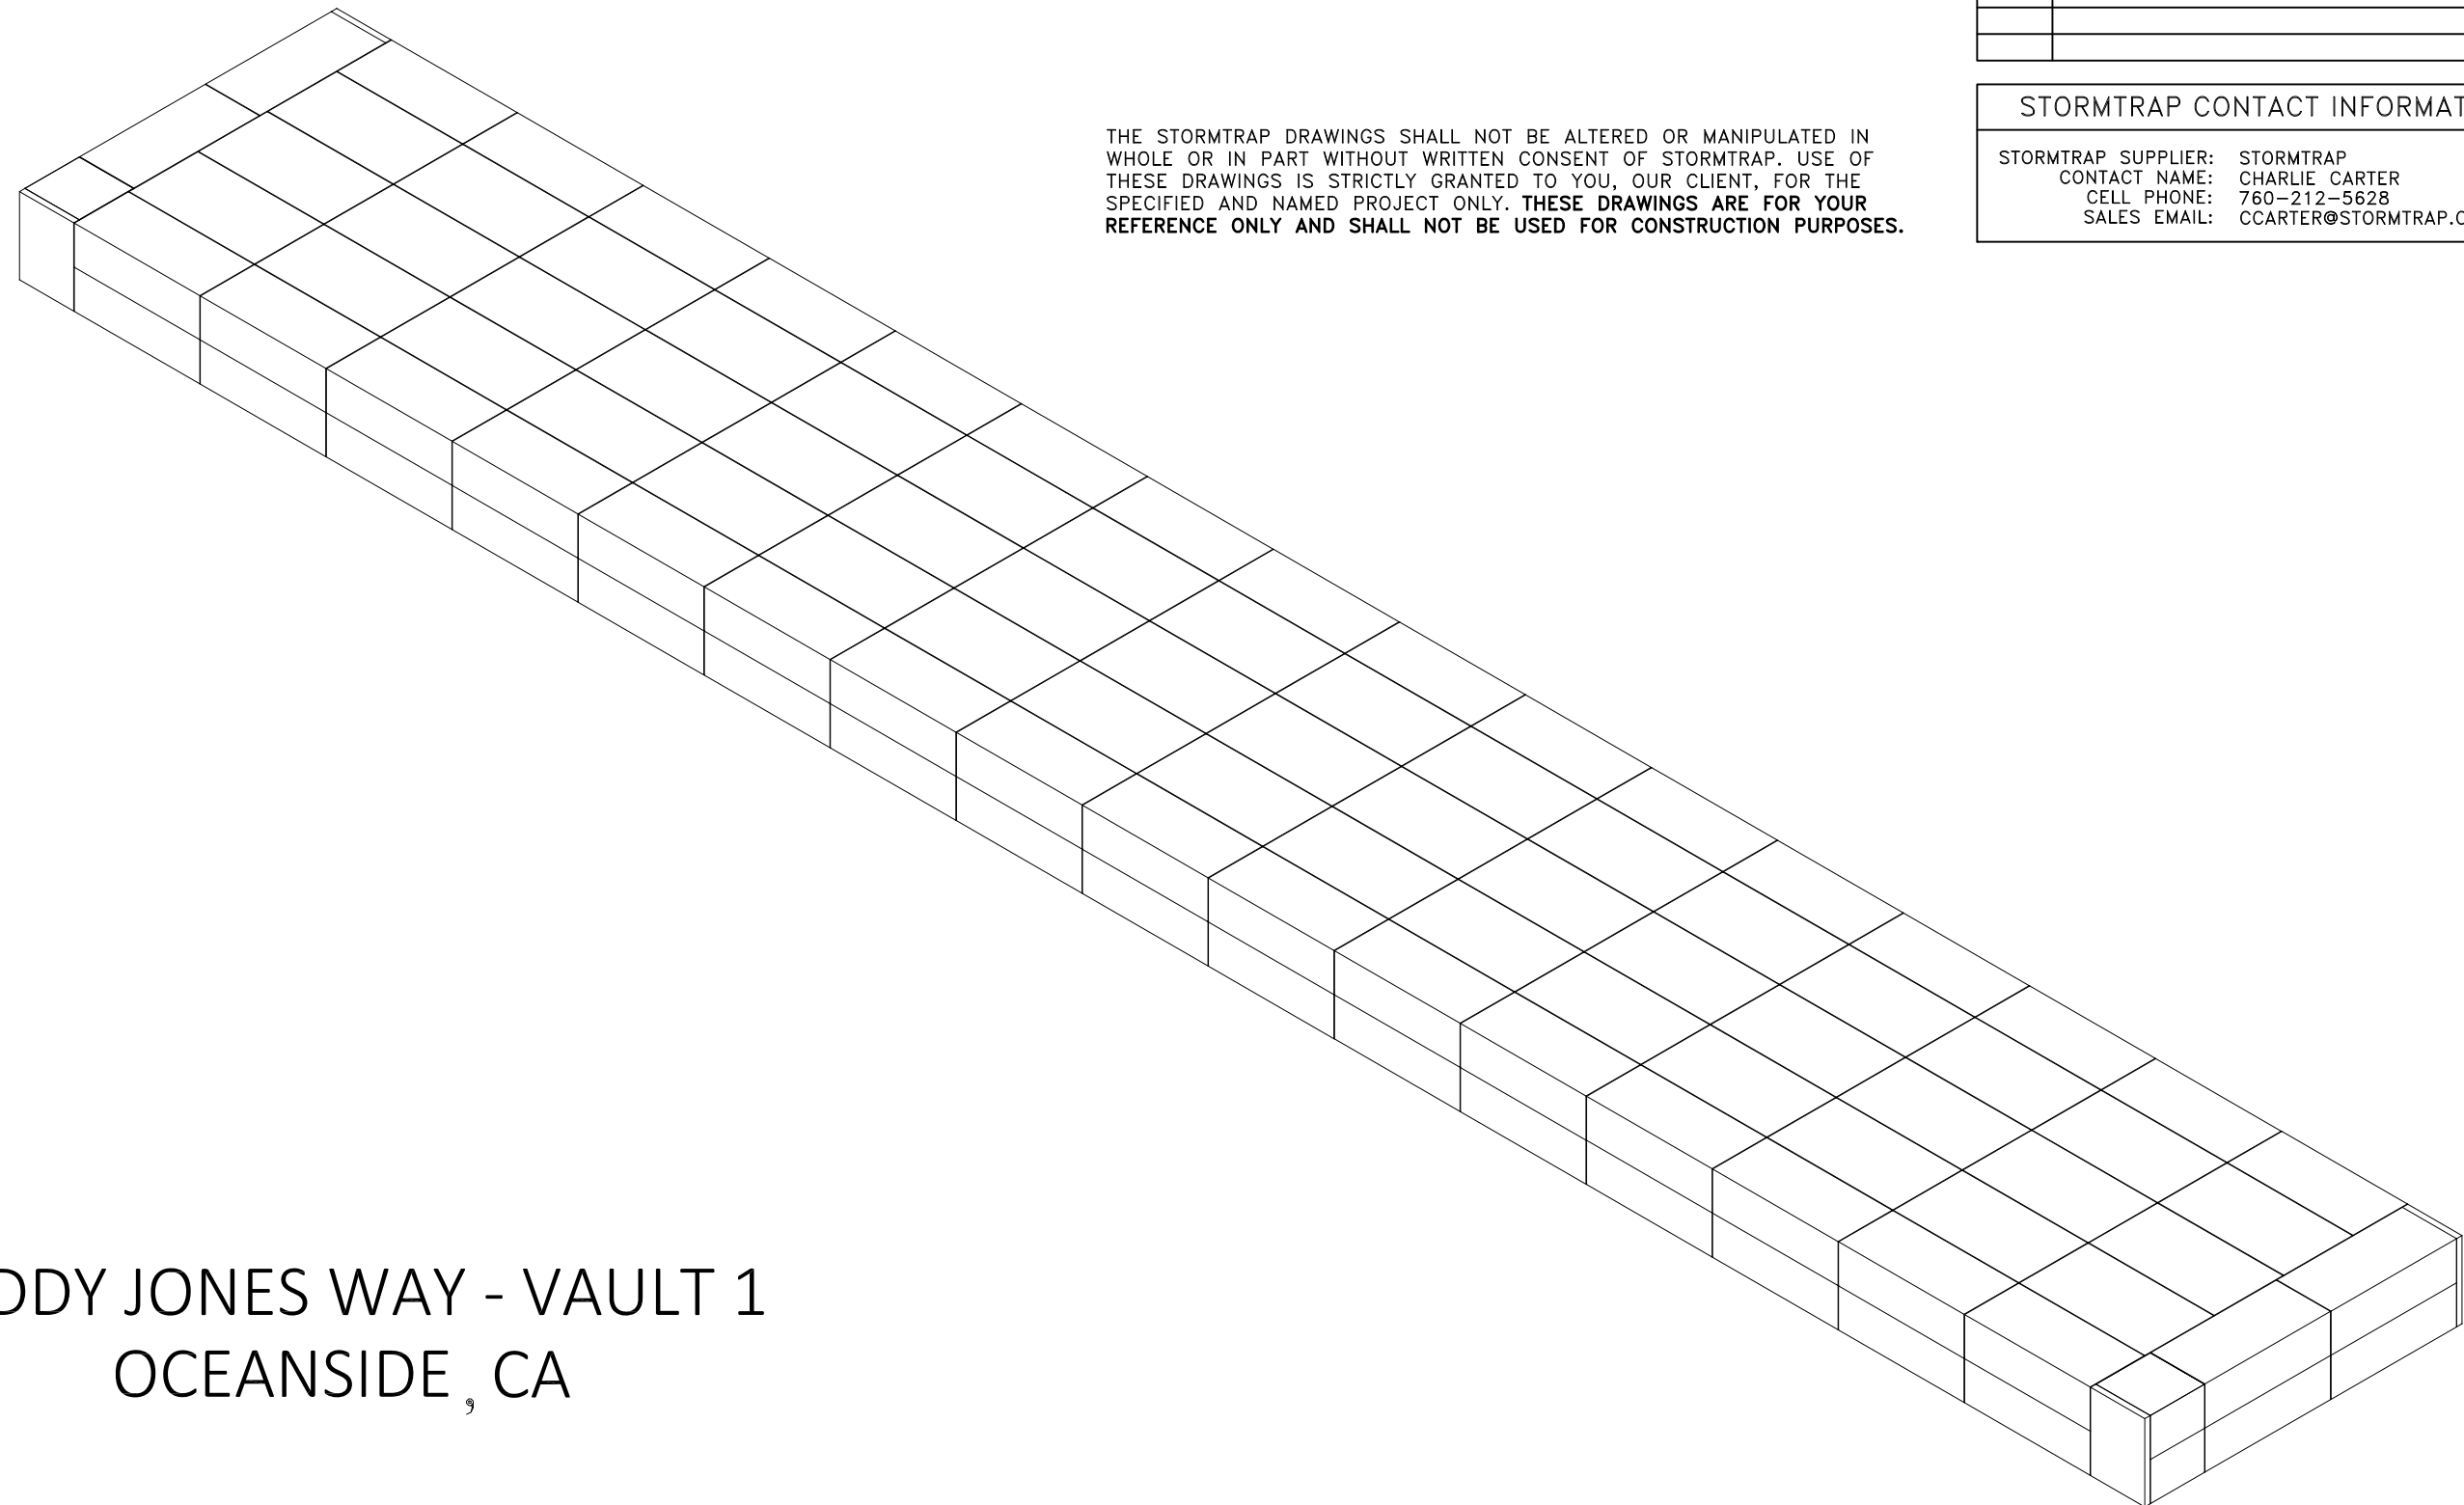 STORMTRAP CONTACT INFORMAT
THE STORMTRAP DRAWINGS SHALL NOT BE ALTERED OR MANIPULATED IN
WHOLE OR IN PART WITHOUT WRITTEN CONSENT OF STORMTRAP. USE OF
THESE DRAWINGS IS STRICTLY GRANTED TO YOU, OUR CLIENT, FOR THE
SPECIFIED AND NAMED PROJECT ONLY. THESE DRAWINGS ARE FOR YOUR
REFERENCE ONLY AND SHALL NOT BE USED FOR CONSTRUCTION PURPOSES.
STORMTRAP SUPPLIER: STORMTRAP
CONTACT NAME: CHARLIE CARTER
CELL PHONE: 760-212-5628
SALES EMAIL: CCARTER@STORMTRAP.C
DDY JONES WAY - VAULT 1
OCEANSIDE, CA